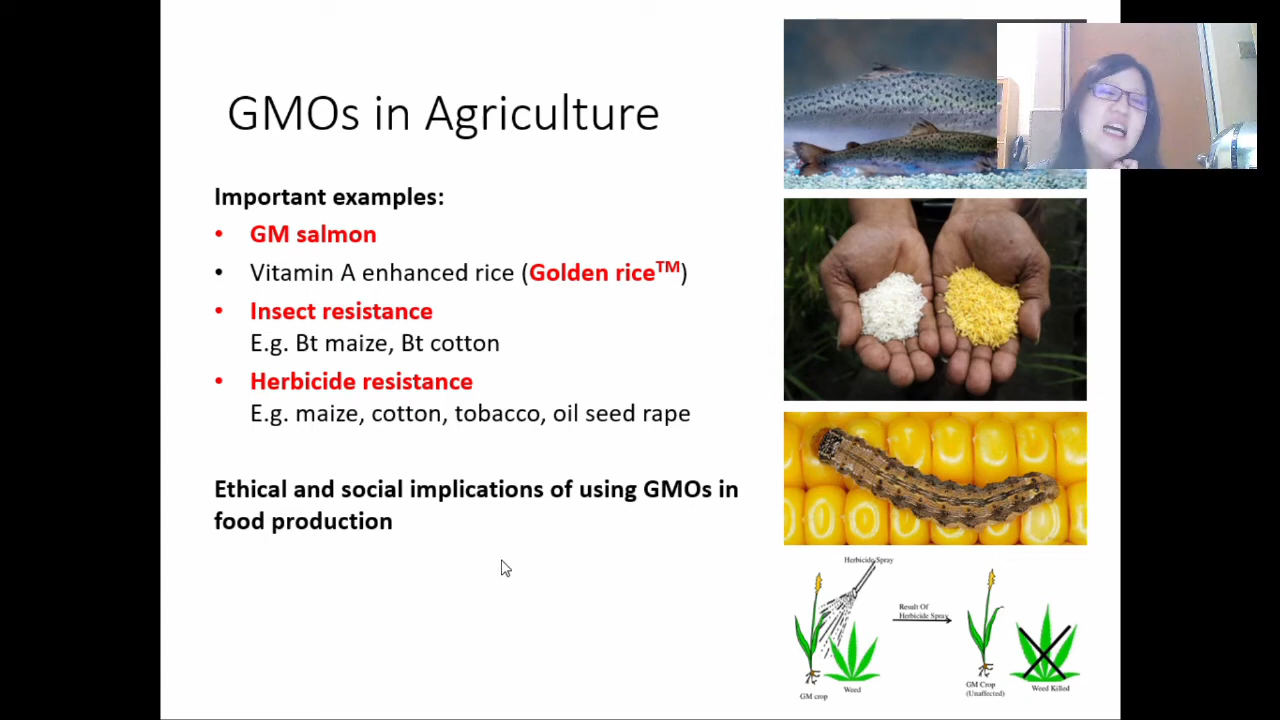 GMOs in Agriculture
Important examples:
• GM salmon
• Vitamin A enhanced rice (Golden rice™)
• Insect resistance
E.g. Bt maize, Bt cotton
• Herbicide resistance
E.g. maize, cotton, tobacco, oil seed rape
Ethical and social implications of using GMOs in
food production
Herbicide Spray
Result Of
Herbicide Spray
GM crop
Weed
GM Crop
(Unaffected)
Weed Killed